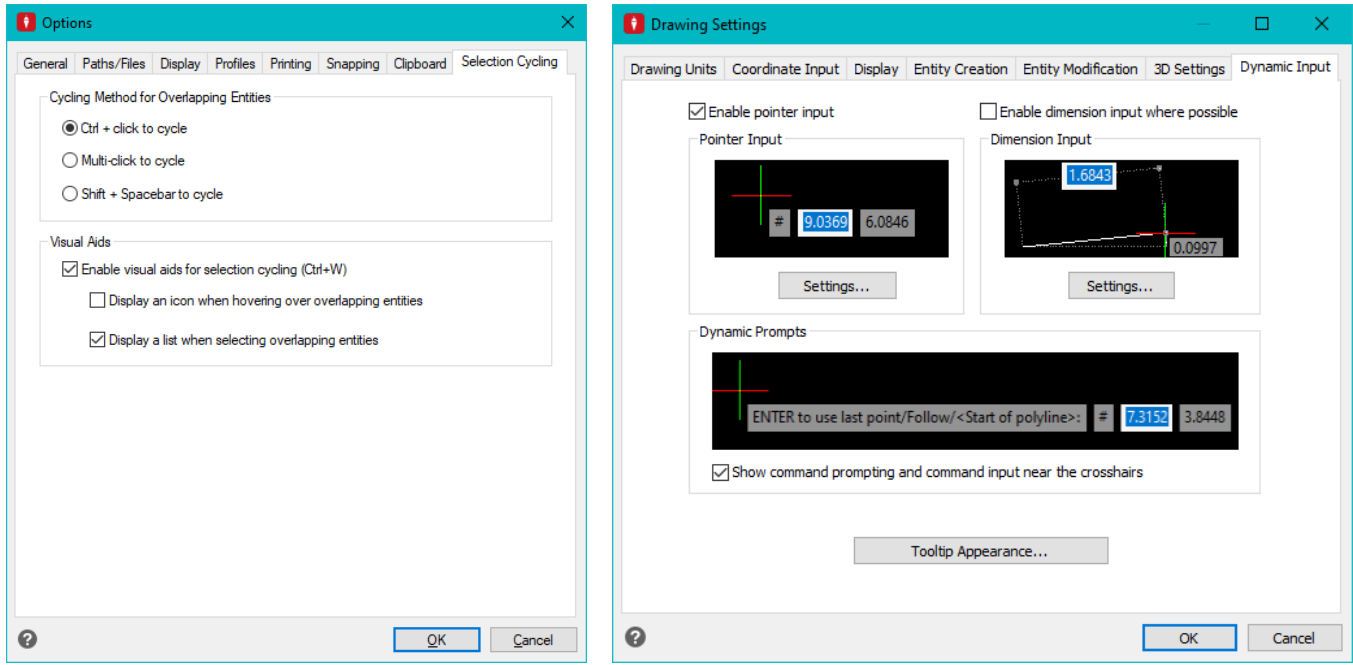 Options
General Paths/Files Display Profiles Printing Snapping Clipboard Selection Cycling
Cycling Method for Overlapping Entities
Ctrl + click to cycle
Multi-click to cycle
Shift + Spacebar to cycle
Visual Aids
Enable visual aids for selection cycling (Ctrl+W)
Display an icon when hovering over overlapping entities
Display a list when selecting overlapping entities
?
OK Cancel
Drawing Settings
Drawing Units Coordinate Input Display Entity Creation Entity Modification 3D Settings Dynamic Input
Enable pointer input
Enable dimension input where possible
Pointer Input
# 9.0369 6.0846
Settings...
Dimension Input
1.6843
0.0997
Settings...
Dynamic Prompts
ENTER to use last point/Follow/<Start of polyline>: # 7.3152 3.8448
Show command prompting and command input near the crosshairs
Tooltip Appearance...
?
OK Cancel